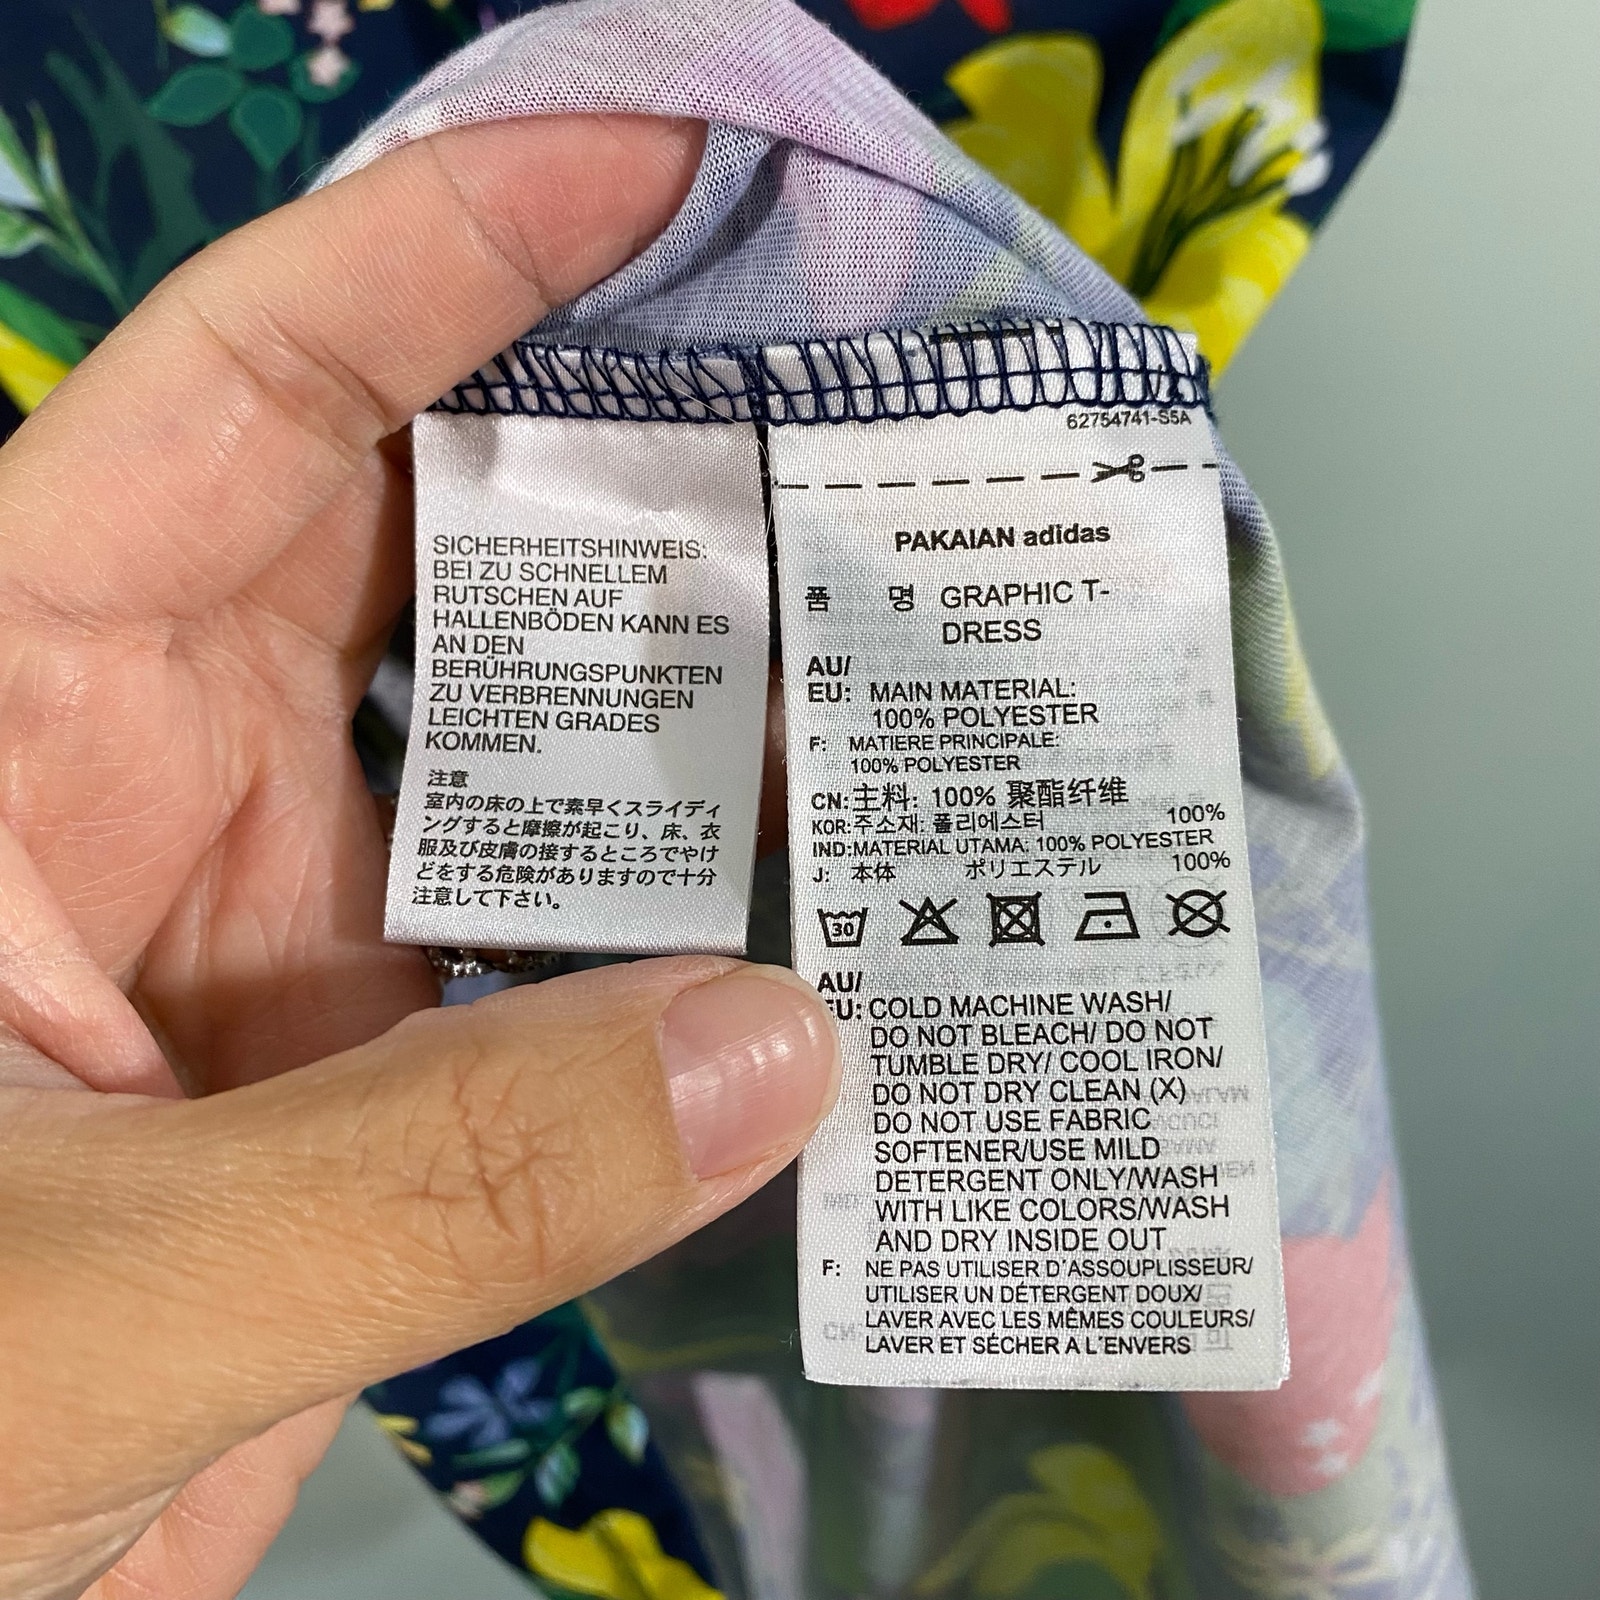 SICHERHEITSHINWEIS:
BEI ZU SCHNELLEM
RUTSCHEN AUF
HALLENBÖDEN KANN ES
AN DEN
BERÜHRUNGSPUNKTEN
ZU VERBRENNUNGEN
LEICHTEN GRADES
KOMMEN.
注意
室内の床の上で素早くスライディ
ングすると摩擦が起こり、床、衣
服及び皮膚の接するところでやけ
どをする危険がありますので十分
注意して下さい。
62754741-S5A
PAKAIAN adidas
품 명 GRAPHIC T-
DRESS
AU/
EU: MAIN MATERIAL:
100% POLYESTER
F: MATIERE PRINCIPALE:
100% POLYESTER
CN: 主料: 100% 聚酯纤维
KOR: 주소재: 폴리에스터 100%
IND: MATERIAL UTAMA: 100% POLYESTER
J: 本体 ポリエステル 100%
30
AU/
EU: COLD MACHINE WASH/
DO NOT BLEACH/ DO NOT
TUMBLE DRY/ COOL IRON/
DO NOT DRY CLEAN (X)
DO NOT USE FABRIC
SOFTENER/USE MILD
DETERGENT ONLY/WASH
WITH LIKE COLORS/WASH
AND DRY INSIDE OUT
F: NE PAS UTILISER D'ASSOUPLISSEUR/
UTILISER UN DÉTERGENT DOUX/
LAVER AVEC LES MÊMES COULEURS/
LAVER ET SÉCHER A L'ENVERS